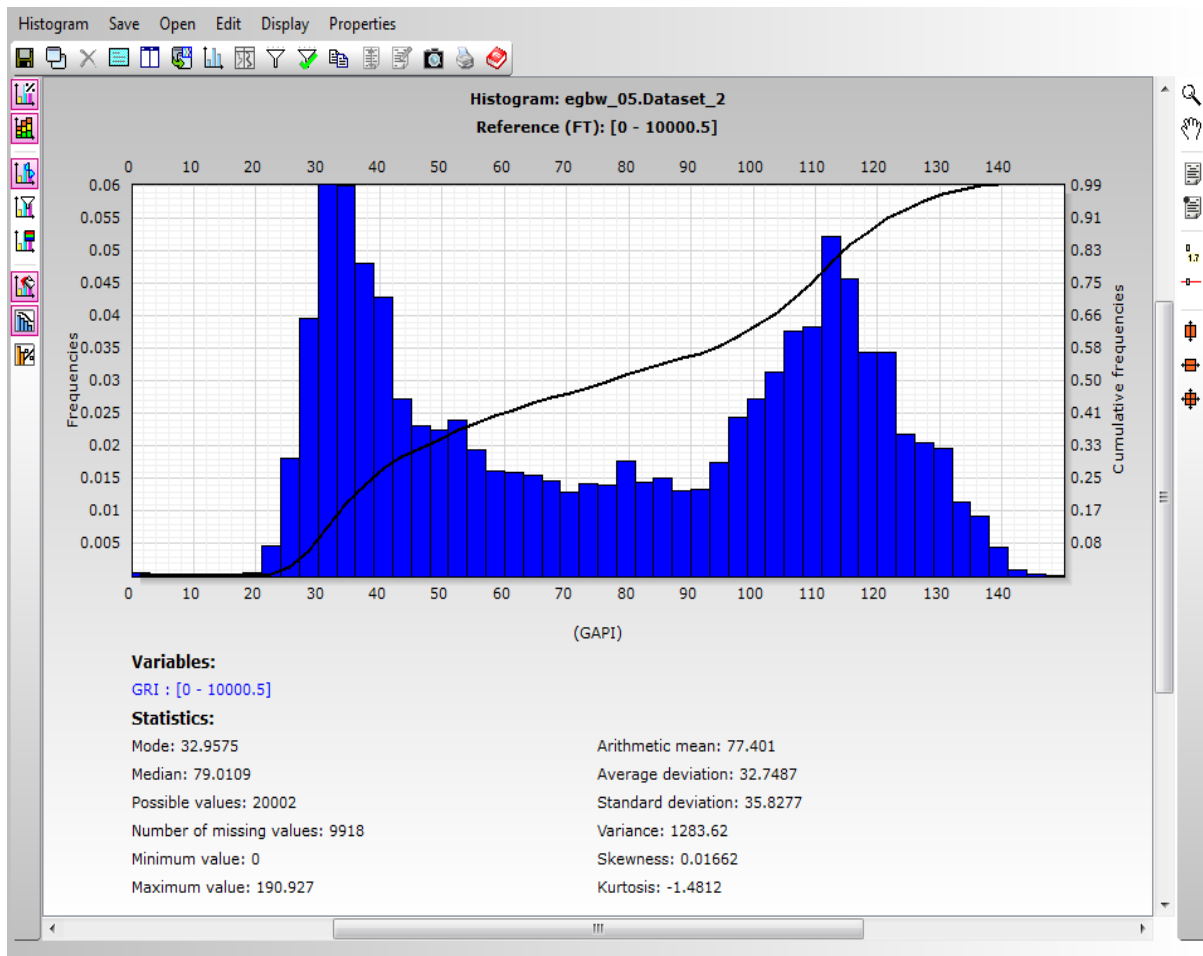 Histogram Save Open Edit Display Properties
Histogram: egbw_05.Dataset_2
Reference (FT): [0 - 10000.5]
0 10 20 30 40 50 60 70 80 90 100 110 120 130 140
0.06 0.99
0.055 0.91
0.05 0.83
0.045 0.75
0.04 0.66
0.035 0.58
0.03 0.50
0.025 0.41
0.02 0.33
0.015 0.25
0.01 0.17
0.005 0.08
Frequencies
Cumulative frequencies
1.7
0 10 20 30 40 50 60 70 80 90 100 110 120 130 140
(GAPI)
Variables:
GRI : [0 - 10000.5]
Statistics:
Mode: 32.9575 Arithmetic mean: 77.401
Median: 79.0109 Average deviation: 32.7487
Possible values: 20002 Standard deviation: 35.8277
Number of missing values: 9918 Variance: 1283.62
Minimum value: 0 Skewness: 0.01662
Maximum value: 190.927 Kurtosis: -1.4812